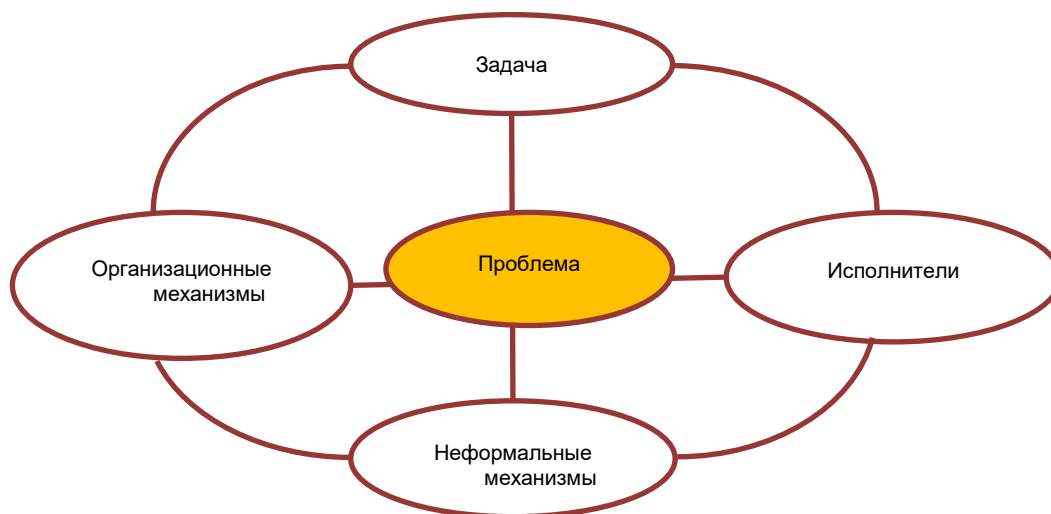 Задача
Организационные
механизмы
Проблема
Исполнители
Неформальные
механизмы